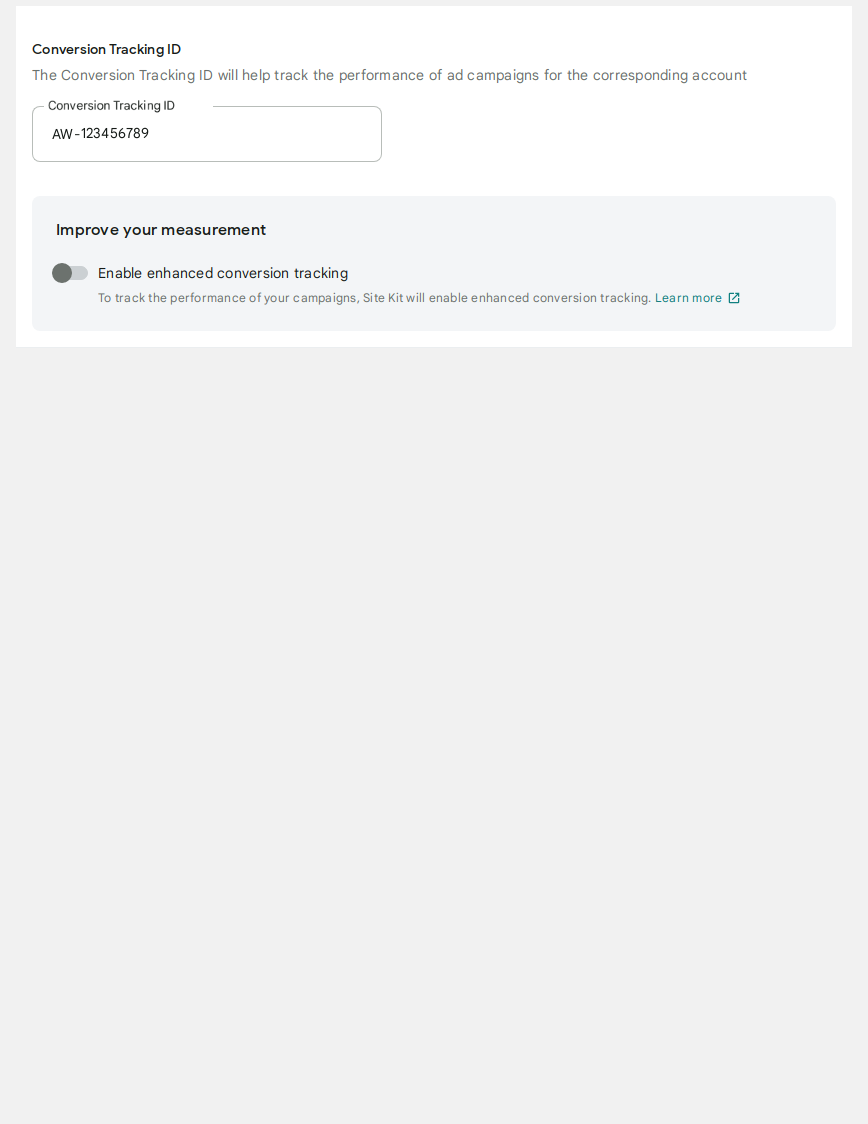 Conversion Tracking ID
The Conversion Tracking ID will help track the performance of ad campaigns for the corresponding account
Conversion Tracking ID
AW-123456789
Improve your measurement
Enable enhanced conversion tracking
To track the performance of your campaigns, Site Kit will enable enhanced conversion tracking. Learn more